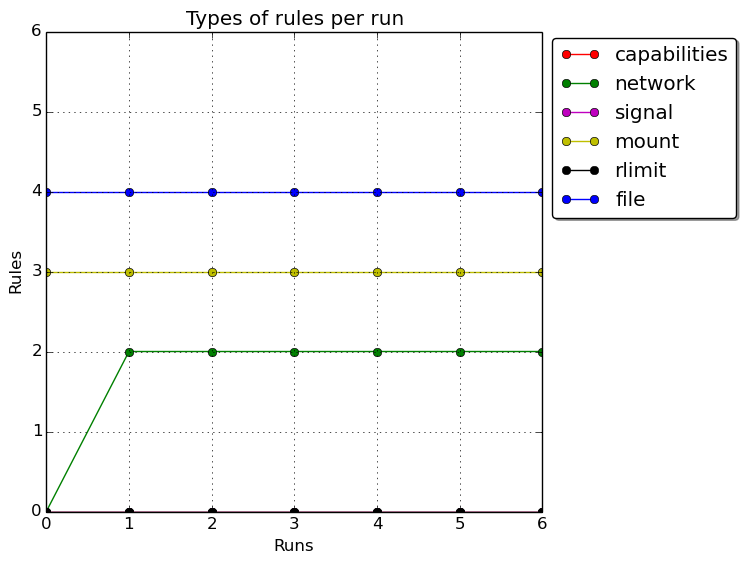 Types of rules per run
6
5
4
3
2
1
0
Rules
0 1 2 3 4 5 6
Runs
capabilities
network
signal
mount
rlimit
file